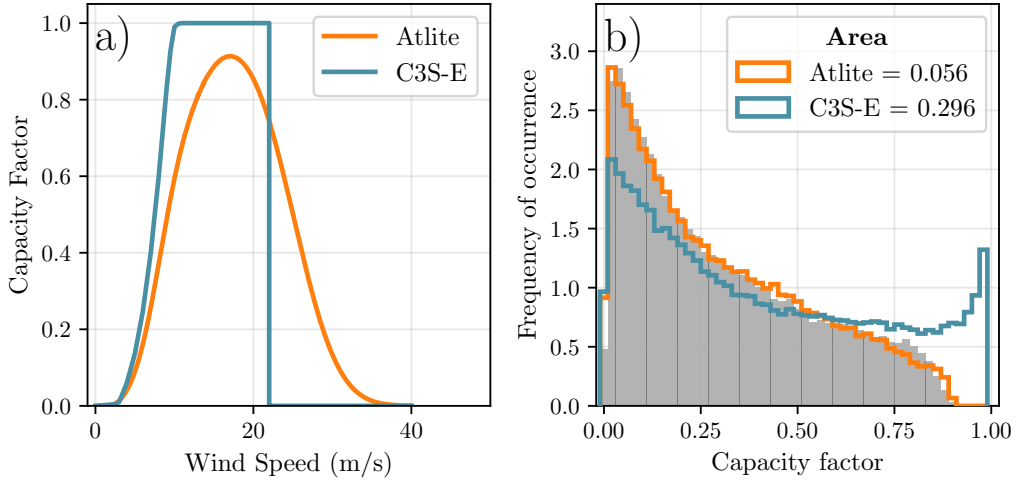 a)
Atlite
C3S-E
Capacity Factor
1.0
0.8
0.6
0.4
0.2
0.0
0
20
40
Wind Speed (m/s)
b)
Area
Atlite = 0.056
C3S-E = 0.296
Frequency of occurrence
3.0
2.5
2.0
1.5
1.0
0.5
0.0
0.00
0.25
0.50
0.75
1.00
Capacity factor